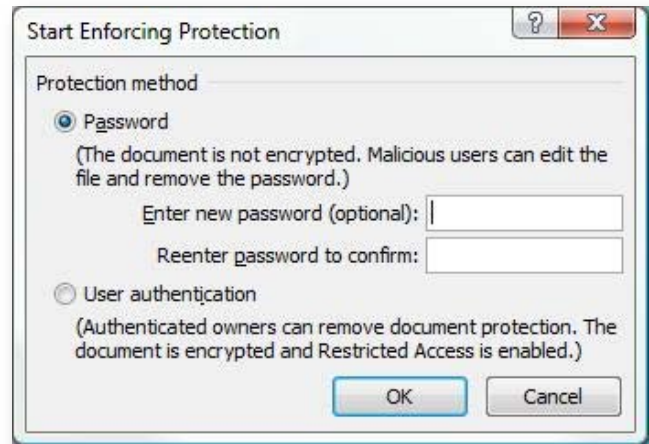 Start Enforcing Protection
Protection method
Password
(The document is not encrypted. Malicious users can edit the
file and remove the password.)
Enter new password (optional):
Reenter password to confirm:
User authentication
(Authenticated owners can remove document protection. The
document is encrypted and Restricted Access is enabled.)
OK Cancel